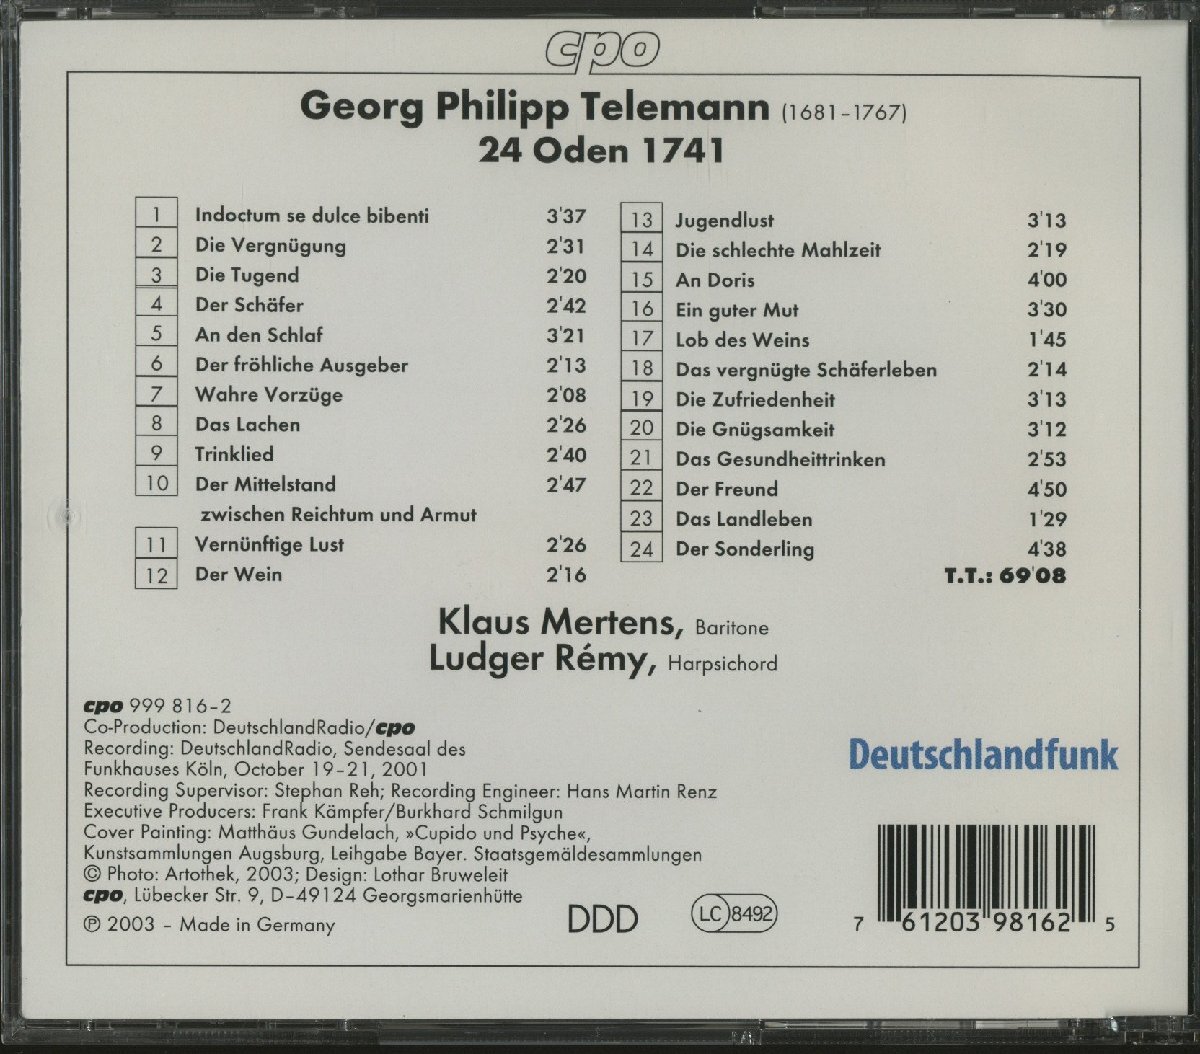 cpo
Georg Philipp Telemann (1681-1767)
24 Oden 1741
1 Indoctum se dulce bibenti 3'37
2 Die Vergnügung 2'31
3 Die Tugend 2'20
4 Der Schäfer 2'42
5 An den Schlaf 3'21
6 Der fröhliche Ausgeber 2'13
7 Wahre Vorzüge 2'08
8 Das Lachen 2'26
9 Trinklied 2'40
10 Der Mittelstand 2'47
zwischen Reichtum und Armut
11 Vernünftige Lust 2'26
12 Der Wein 2'16
13 Jugendlust 3'13
14 Die schlechte Mahlzeit 2'19
15 An Doris 4'00
16 Ein guter Mut 3'30
17 Lob des Weins 1'45
18 Das vergnügte Schäferleben 2'14
19 Die Zufriedenheit 3'13
20 Die Gnügsamkeit 3'12
21 Das Gesundheittrinken 2'53
22 Der Freund 4'50
23 Das Landleben 1'29
24 Der Sonderling 4'38
T.T.: 69'08
Klaus Mertens, Baritone
Ludger Rémy, Harpsichord
cpo 999 816-2
Co-Production: DeutschlandRadio/cpo
Recording: DeutschlandRadio, Sendesaal des
Funkhauses Köln, October 19-21, 2001
Recording Supervisor: Stephan Reh; Recording Engineer: Hans Martin Renz
Executive Producers: Frank Kämpfer/Burkhard Schmilgun
Cover Painting: Matthäus Gundelach, »Cupido und Psyche«,
Kunstsammlungen Augsburg, Leihgabe Bayer. Staatsgemäldesammlungen
© Photo: Artothek, 2003; Design: Lothar Bruweleit
cpo, Lübecker Str. 9, D-49124 Georgsmarienhütte
℗ 2003 – Made in Germany
DDD
LC 8492
Deutschlandfunk
7 61203 98162 5